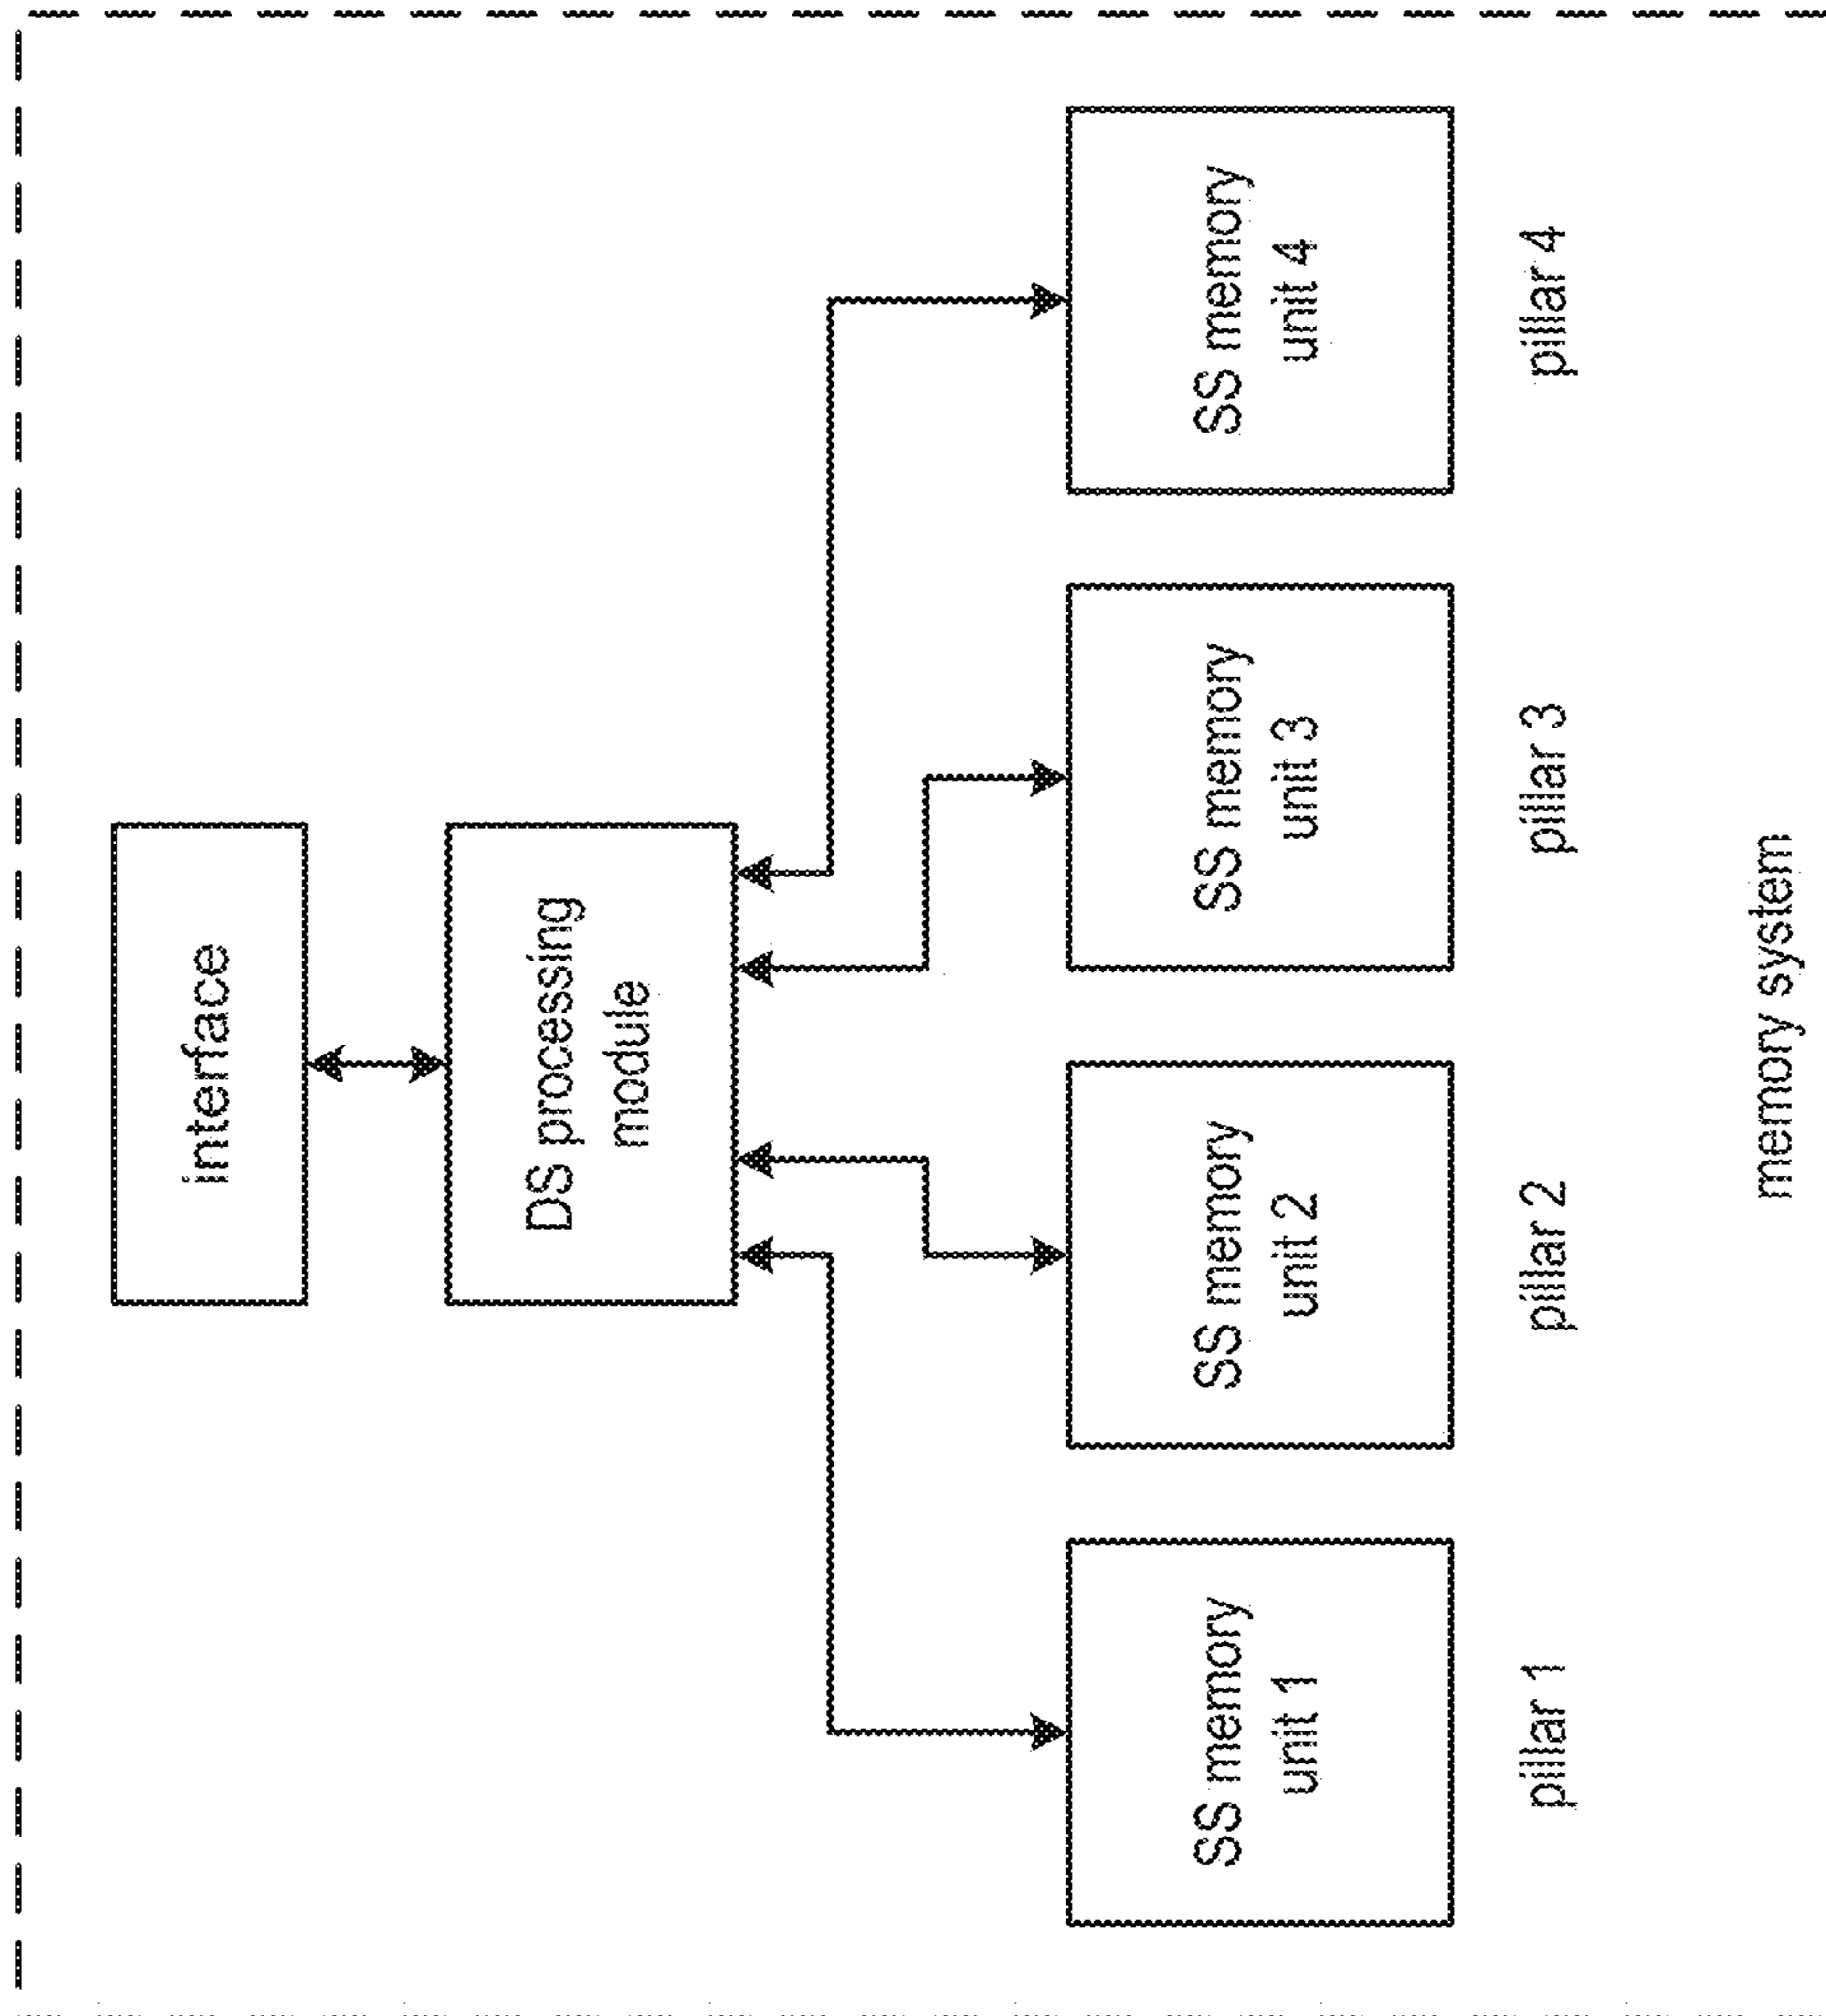 interface
DS processing
module
SS memory
unit 1
SS memory
unit 2
SS memory
unit 3
SS memory
unit 4
pillar 1
pillar 2
pillar 3
pillar 4
memory system